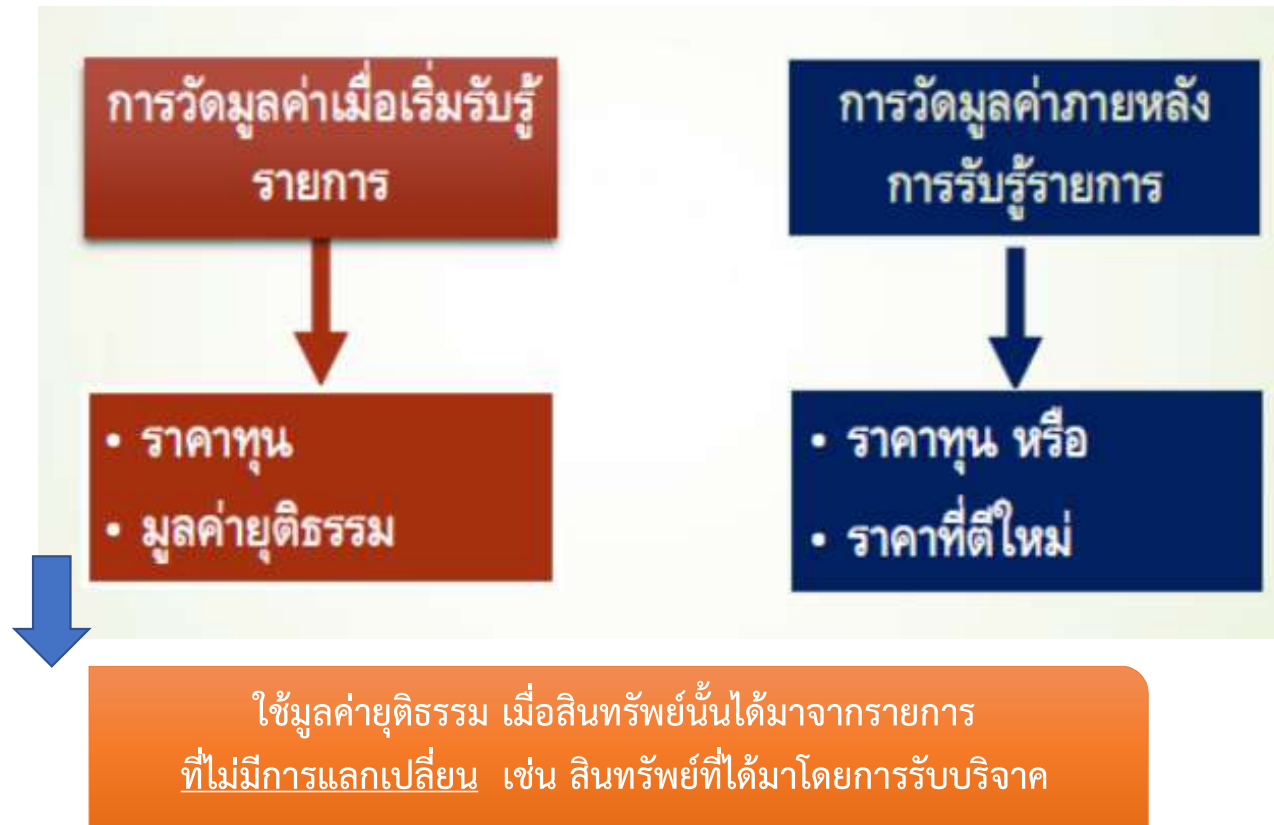 การวัดมูลค่าเมื่อเริ่มรับรู้
รายการ
• ราคาทุน
• มูลค่ายุติธรรม
การวัดมูลค่าภายหลัง
การรับรู้รายการ
• ราคาทุน หรือ
• ราคาที่ตีใหม่
ใช้มูลค่ายุติธรรม เมื่อสินทรัพย์นั้นได้มาจากรายการ
ที่ไม่มีการแลกเปลี่ยน เช่น สินทรัพย์ที่ได้มาโดยการรับบริจาค